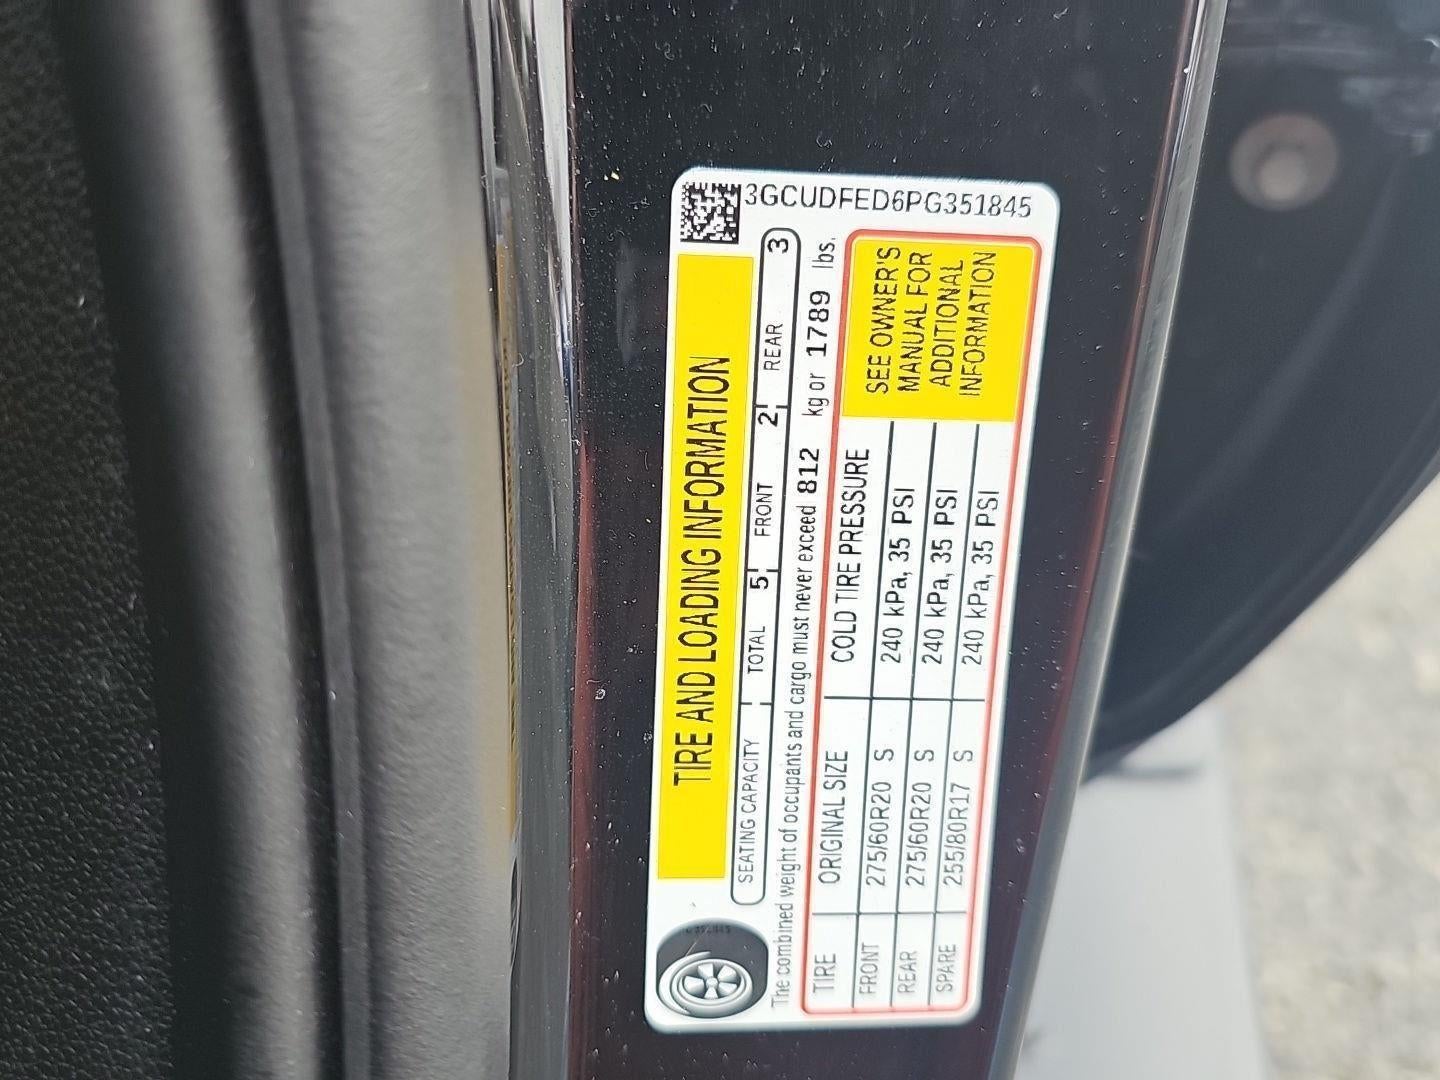 3GCUDFED6PG351845
TIRE AND LOADING INFORMATION
SEATING CAPACITY TOTAL 5 FRONT 2 REAR 3
The combined weight of occupants and cargo must never exceed 812 kg or 1789 lbs.
TIRE ORIGINAL SIZE COLD TIRE PRESSURE
FRONT 275/60R20 S 240 kPa, 35 PSI
REAR 275/60R20 S 240 kPa, 35 PSI
SPARE 255/80R17 S 240 kPa, 35 PSI
SEE OWNER'S
MANUAL FOR
ADDITIONAL
INFORMATION